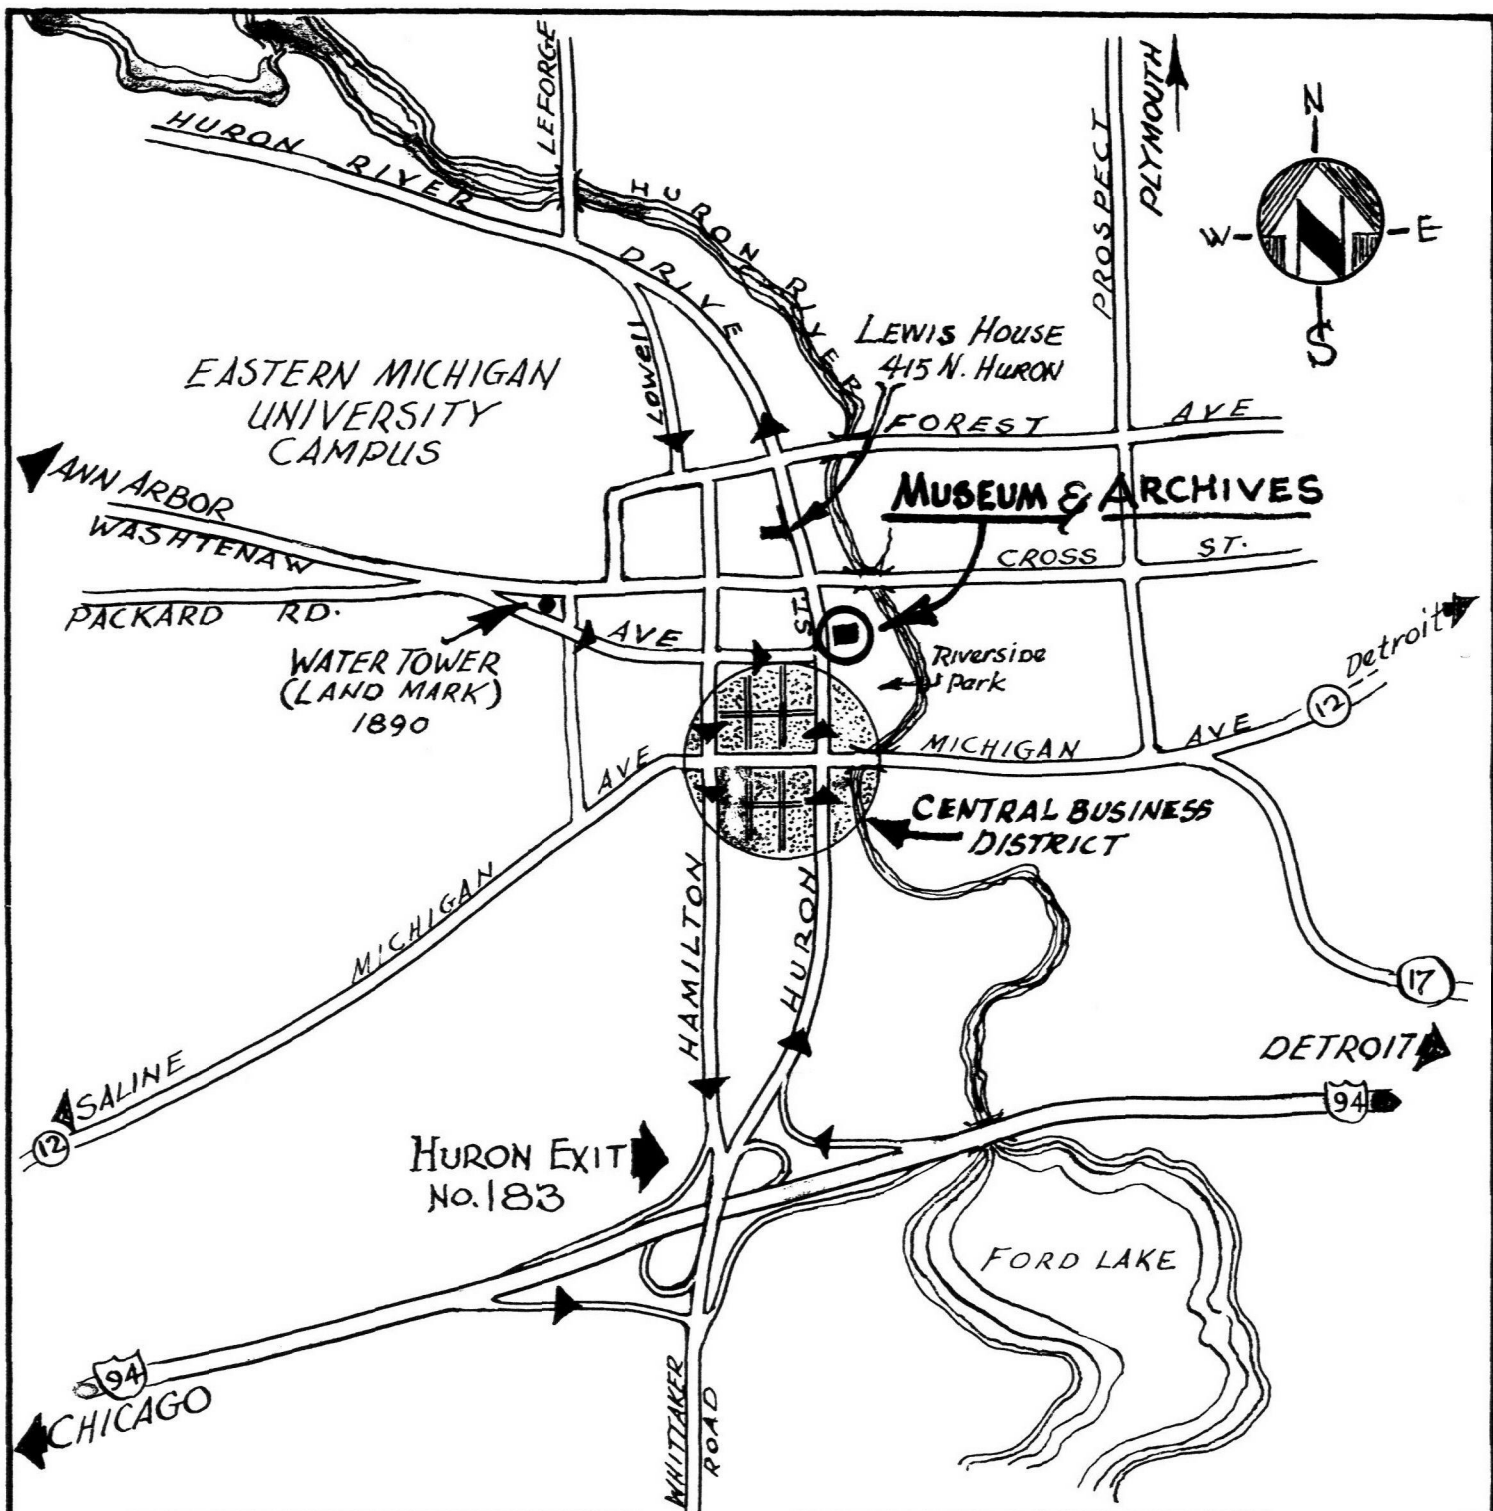 LEFORGE
PLYMOUTH
N
W
E
S
HURON RIVER DRIVE
HURON RIVER
PROSPECT
LOWELL
LEWIS HOUSE
415 N. HURON
EASTERN MICHIGAN
UNIVERSITY
CAMPUS
FOREST AVE
ANN ARBOR
MUSEUM & ARCHIVES
WASHTENAW AVE
CROSS ST.
PACKARD RD.
WATER TOWER
(LAND MARK)
1890
Riverside
Park
Detroit
12
MICHIGAN AVE
CENTRAL BUSINESS
DISTRICT
MICHIGAN AVE
HAMILTON
HURON ST.
17
DETROIT
94
SALINE
12
HURON EXIT
NO. 183
FORD LAKE
94
CHICAGO
WHITTAKER
ROAD